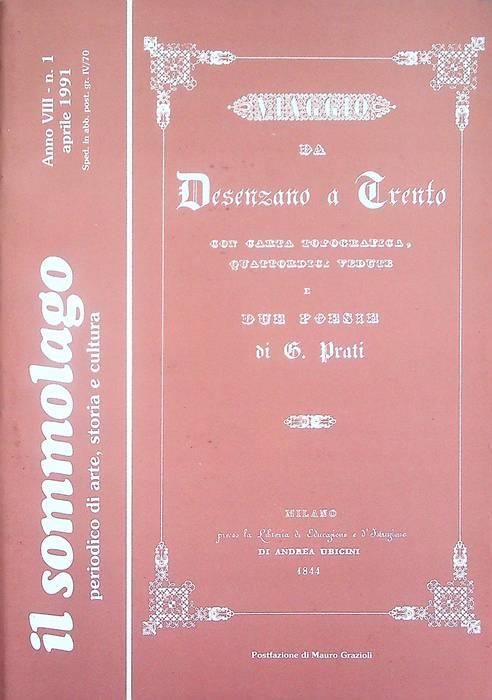 il sommolago
periodico di arte, storia e cultura
Anno VIII - n. 1
aprile 1991
Sped. in abb. post. gr. IV/70
VIAGGIO
DA
Desenzano a Trento
CON CARTA TOPOGRAFICA,
QUATTORDICI VEDUTE
E
DUE POESIE
di G. Prati
MILANO
presso la Libreria di Educazione e d'Istruzione
DI ANDREA UBICINI
1844
Postfazione di Mauro Grazioli